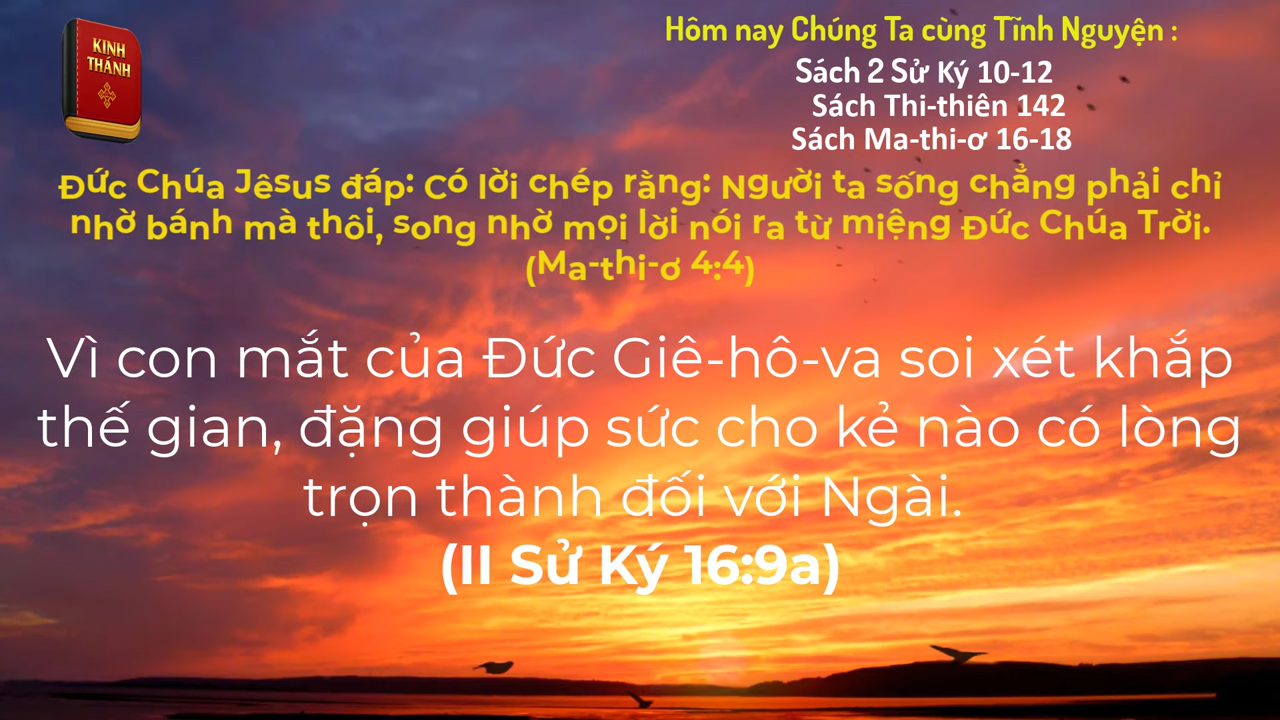 KINH
THÁNH
Hôm nay Chúng Ta cùng Tĩnh Nguyện :
Sách 2 Sử Ký 10-12
Sách Thi-thiên 142
Sách Ma-thi-ơ 16-18
Đức Chúa Jêsus đáp: Có lời chép rằng: Người ta sống chẳng phải chỉ
nhờ bánh mà thôi, song nhờ mọi lời nói ra từ miệng Đức Chúa Trời.
(Ma-thi-ơ 4:4)
Vì con mắt của Đức Giê-hô-va soi xét khắp
thế gian, đặng giúp sức cho kẻ nào có lòng
trọn thành đối với Ngài.
(II Sử Ký 16:9a)